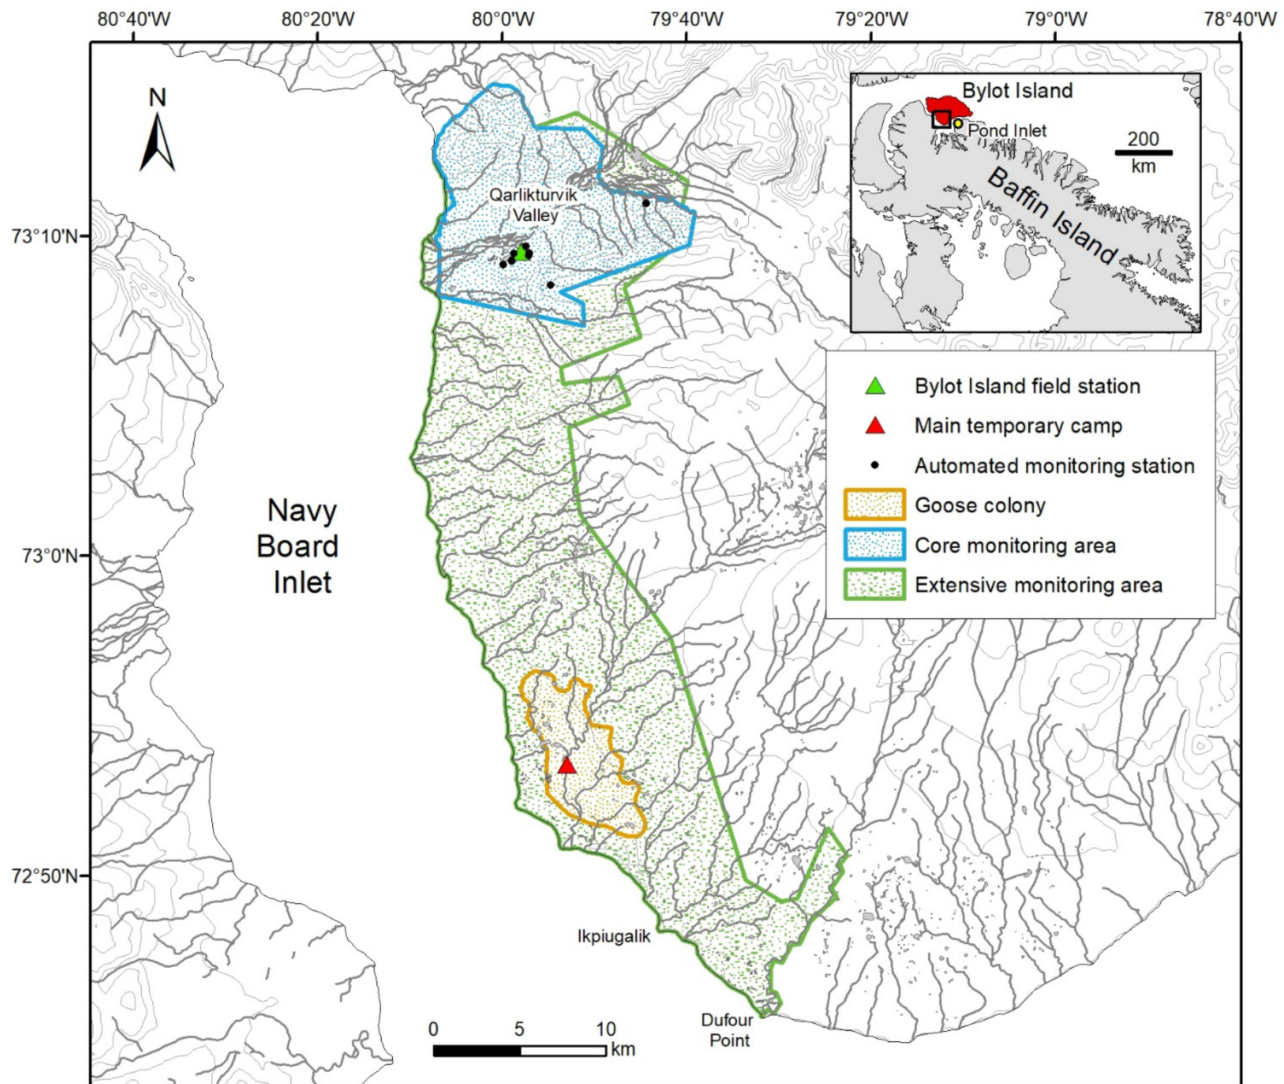 80°40'W
80°20'W
80°0'W
79°40'W
79°20'W
79°0'W
78°40'W
N
Bylot Island
Pond Inlet
200
km
Baffin Island
Qarlikturvik
Valley
73°10'N
Bylot Island field station
Main temporary camp
Automated monitoring station
Goose colony
Core monitoring area
Extensive monitoring area
Navy
Board
Inlet
73°0'N
72°50'N
Ikpiugalik
Dufour
Point
0 5 10
km